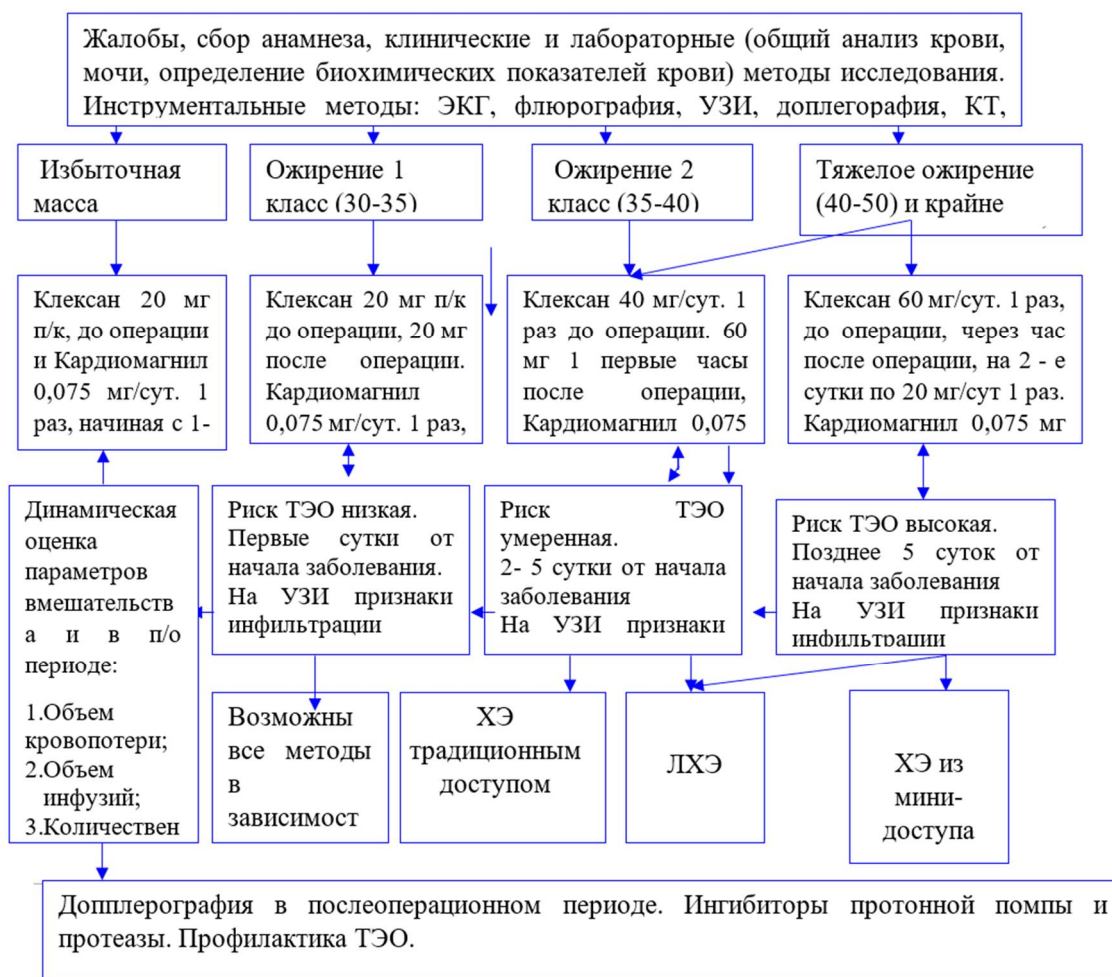 Жалобы, сбор анамнеза, клинические и лабораторные (общий анализ крови,
мочи, определение биохимических показателей крови) методы исследования.
Инструментальные методы: ЭКГ, флюрография, УЗИ, доплегорафия, КТ,
Избыточная
масса
Ожирение 1
класс (30-35)
Ожирение 2
класс (35-40)
Тяжелое ожирение
(40-50) и крайне
Клексан 20 мг
п/к, до операции
и Кардиомагнил
0,075 мг/сут. 1
раз, начиная с 1-
Клексан 20 мг п/к
до операции, 20 мг
после операции.
Кардиомагнил
0,075 мг/сут. 1 раз,
Клексан 40 мг/сут. 1
раз до операции. 60
мг 1 первые часы
после операции,
Кардиомагнил 0,075
Клексан 60 мг/сут. 1 раз,
до операции, через час
после операции, на 2 - е
сутки по 20 мг/сут 1 раз.
Кардиомагнил 0,075 мг
Динамическая
оценка
параметров
вмешательств
а и в п/о
периоде:
1.Объем
кровопотери;
2.Объем
инфузий;
3.Количествен
Риск ТЭО низкая.
Первые сутки от
начала заболевания.
На УЗИ признаки
инфильтрации
Риск ТЭО
умеренная.
2- 5 сутки от начала
заболевания
На УЗИ признаки
Риск ТЭО высокая.
Позднее 5 суток от
начала заболевания
На УЗИ признаки
инфильтрации
Возможны
все методы
в
зависимост
ХЭ
традиционным
доступом
ЛХЭ
ХЭ из
мини-
доступа
Допплерография в послеоперационном периоде. Ингибиторы протонной помпы и
протеазы. Профилактика ТЭО.